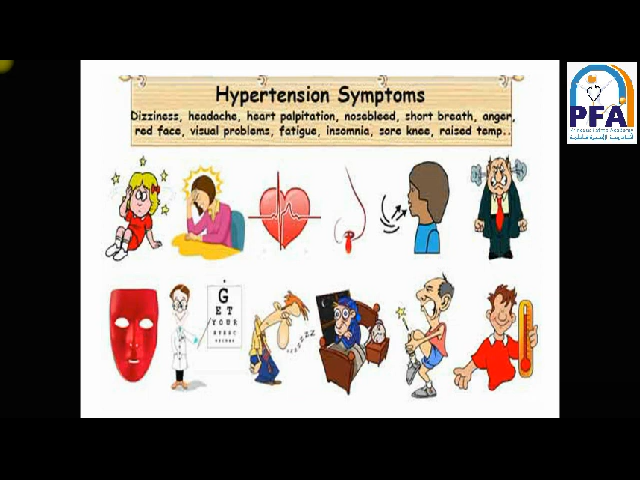 Hypertension Symptoms
Dizziness, headache, heart palpitation, nosebleed, short breath, anger,
red face, visual problems, fatigue, insomnia, sore knee, raised temp..
PFA
G
E T
Y O U R
zzzZZ